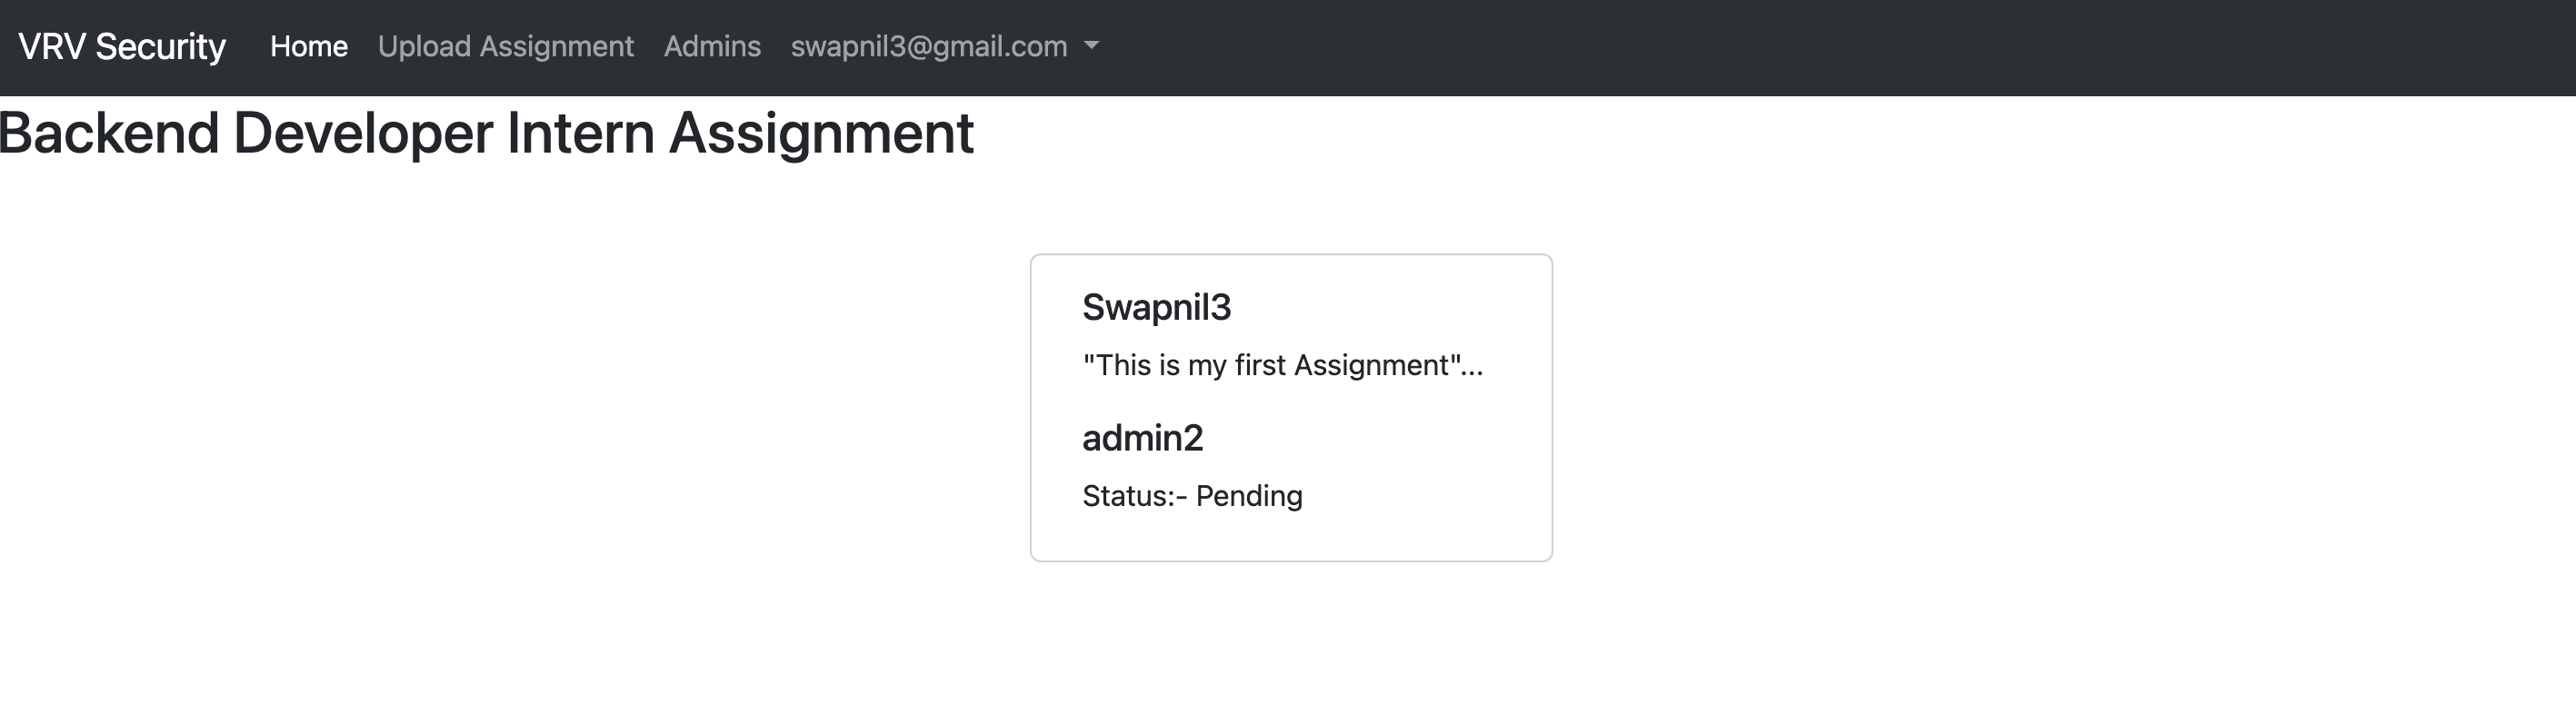 VRV Security Home Upload Assignment Admins swapnil3@gmail.com
Backend Developer Intern Assignment
Swapnil3
"This is my first Assignment"...
admin2
Status:- Pending